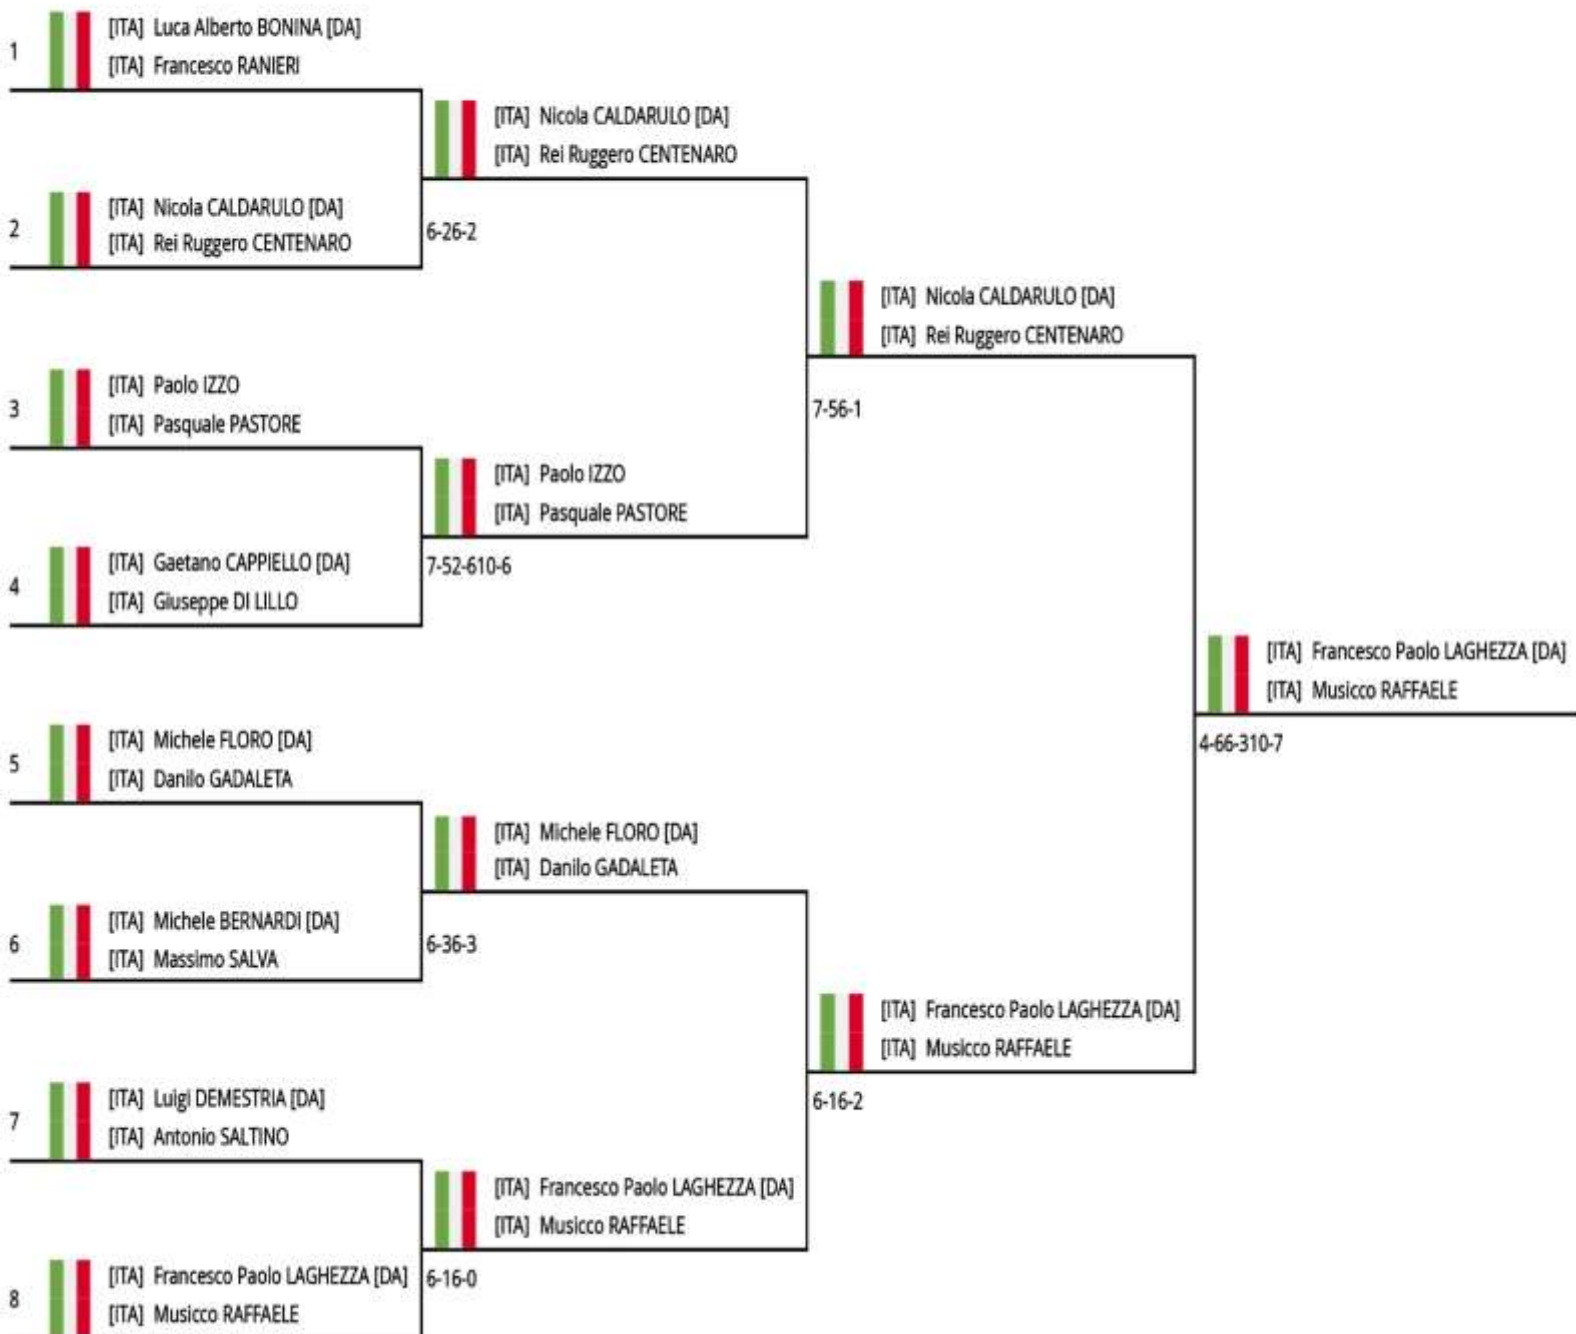 1
[ITA] Luca Alberto BONINA [DA]
[ITA] Francesco RANIERI
2
[ITA] Nicola CALDARULO [DA]
[ITA] Rei Ruggero CENTENARO
3
[ITA] Paolo IZZO
[ITA] Pasquale PASTORE
4
[ITA] Gaetano CAPPIELLO [DA]
[ITA] Giuseppe DI LILLO
5
[ITA] Michele FLORO [DA]
[ITA] Danilo GADALETA
6
[ITA] Michele BERNARDI [DA]
[ITA] Massimo SALVA
7
[ITA] Luigi DEMESTRIA [DA]
[ITA] Antonio SALTINO
8
[ITA] Francesco Paolo LAGHEZZA [DA]
[ITA] Musicco RAFFAELE
[ITA] Nicola CALDARULO [DA]
[ITA] Rei Ruggero CENTENARO
6-26-2
[ITA] Paolo IZZO
[ITA] Pasquale PASTORE
7-52-610-6
[ITA] Michele FLORO [DA]
[ITA] Danilo GADALETA
6-36-3
[ITA] Francesco Paolo LAGHEZZA [DA]
[ITA] Musicco RAFFAELE
6-16-0
[ITA] Nicola CALDARULO [DA]
[ITA] Rei Ruggero CENTENARO
7-56-1
[ITA] Francesco Paolo LAGHEZZA [DA]
[ITA] Musicco RAFFAELE
6-16-2
[ITA] Francesco Paolo LAGHEZZA [DA]
[ITA] Musicco RAFFAELE
4-66-310-7